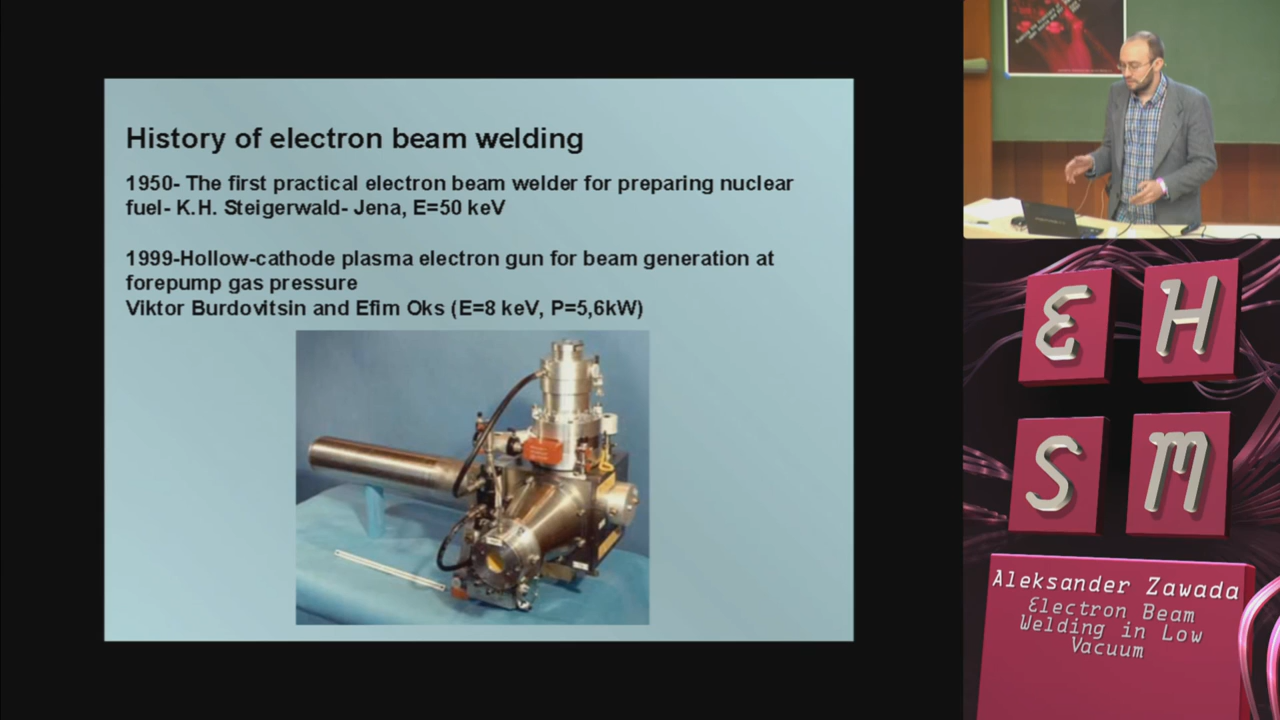 History of electron beam welding
1950- The first practical electron beam welder for preparing nuclear
fuel- K.H. Steigerwald- Jena, E=50 keV
1999-Hollow-cathode plasma electron gun for beam generation at
forepump gas pressure
Viktor Burdovitsin and Efim Oks (E=8 keV, P=5,6kW)
E H
S M
Aleksander Zawada
Electron Beam
Welding in Low
Vacuum